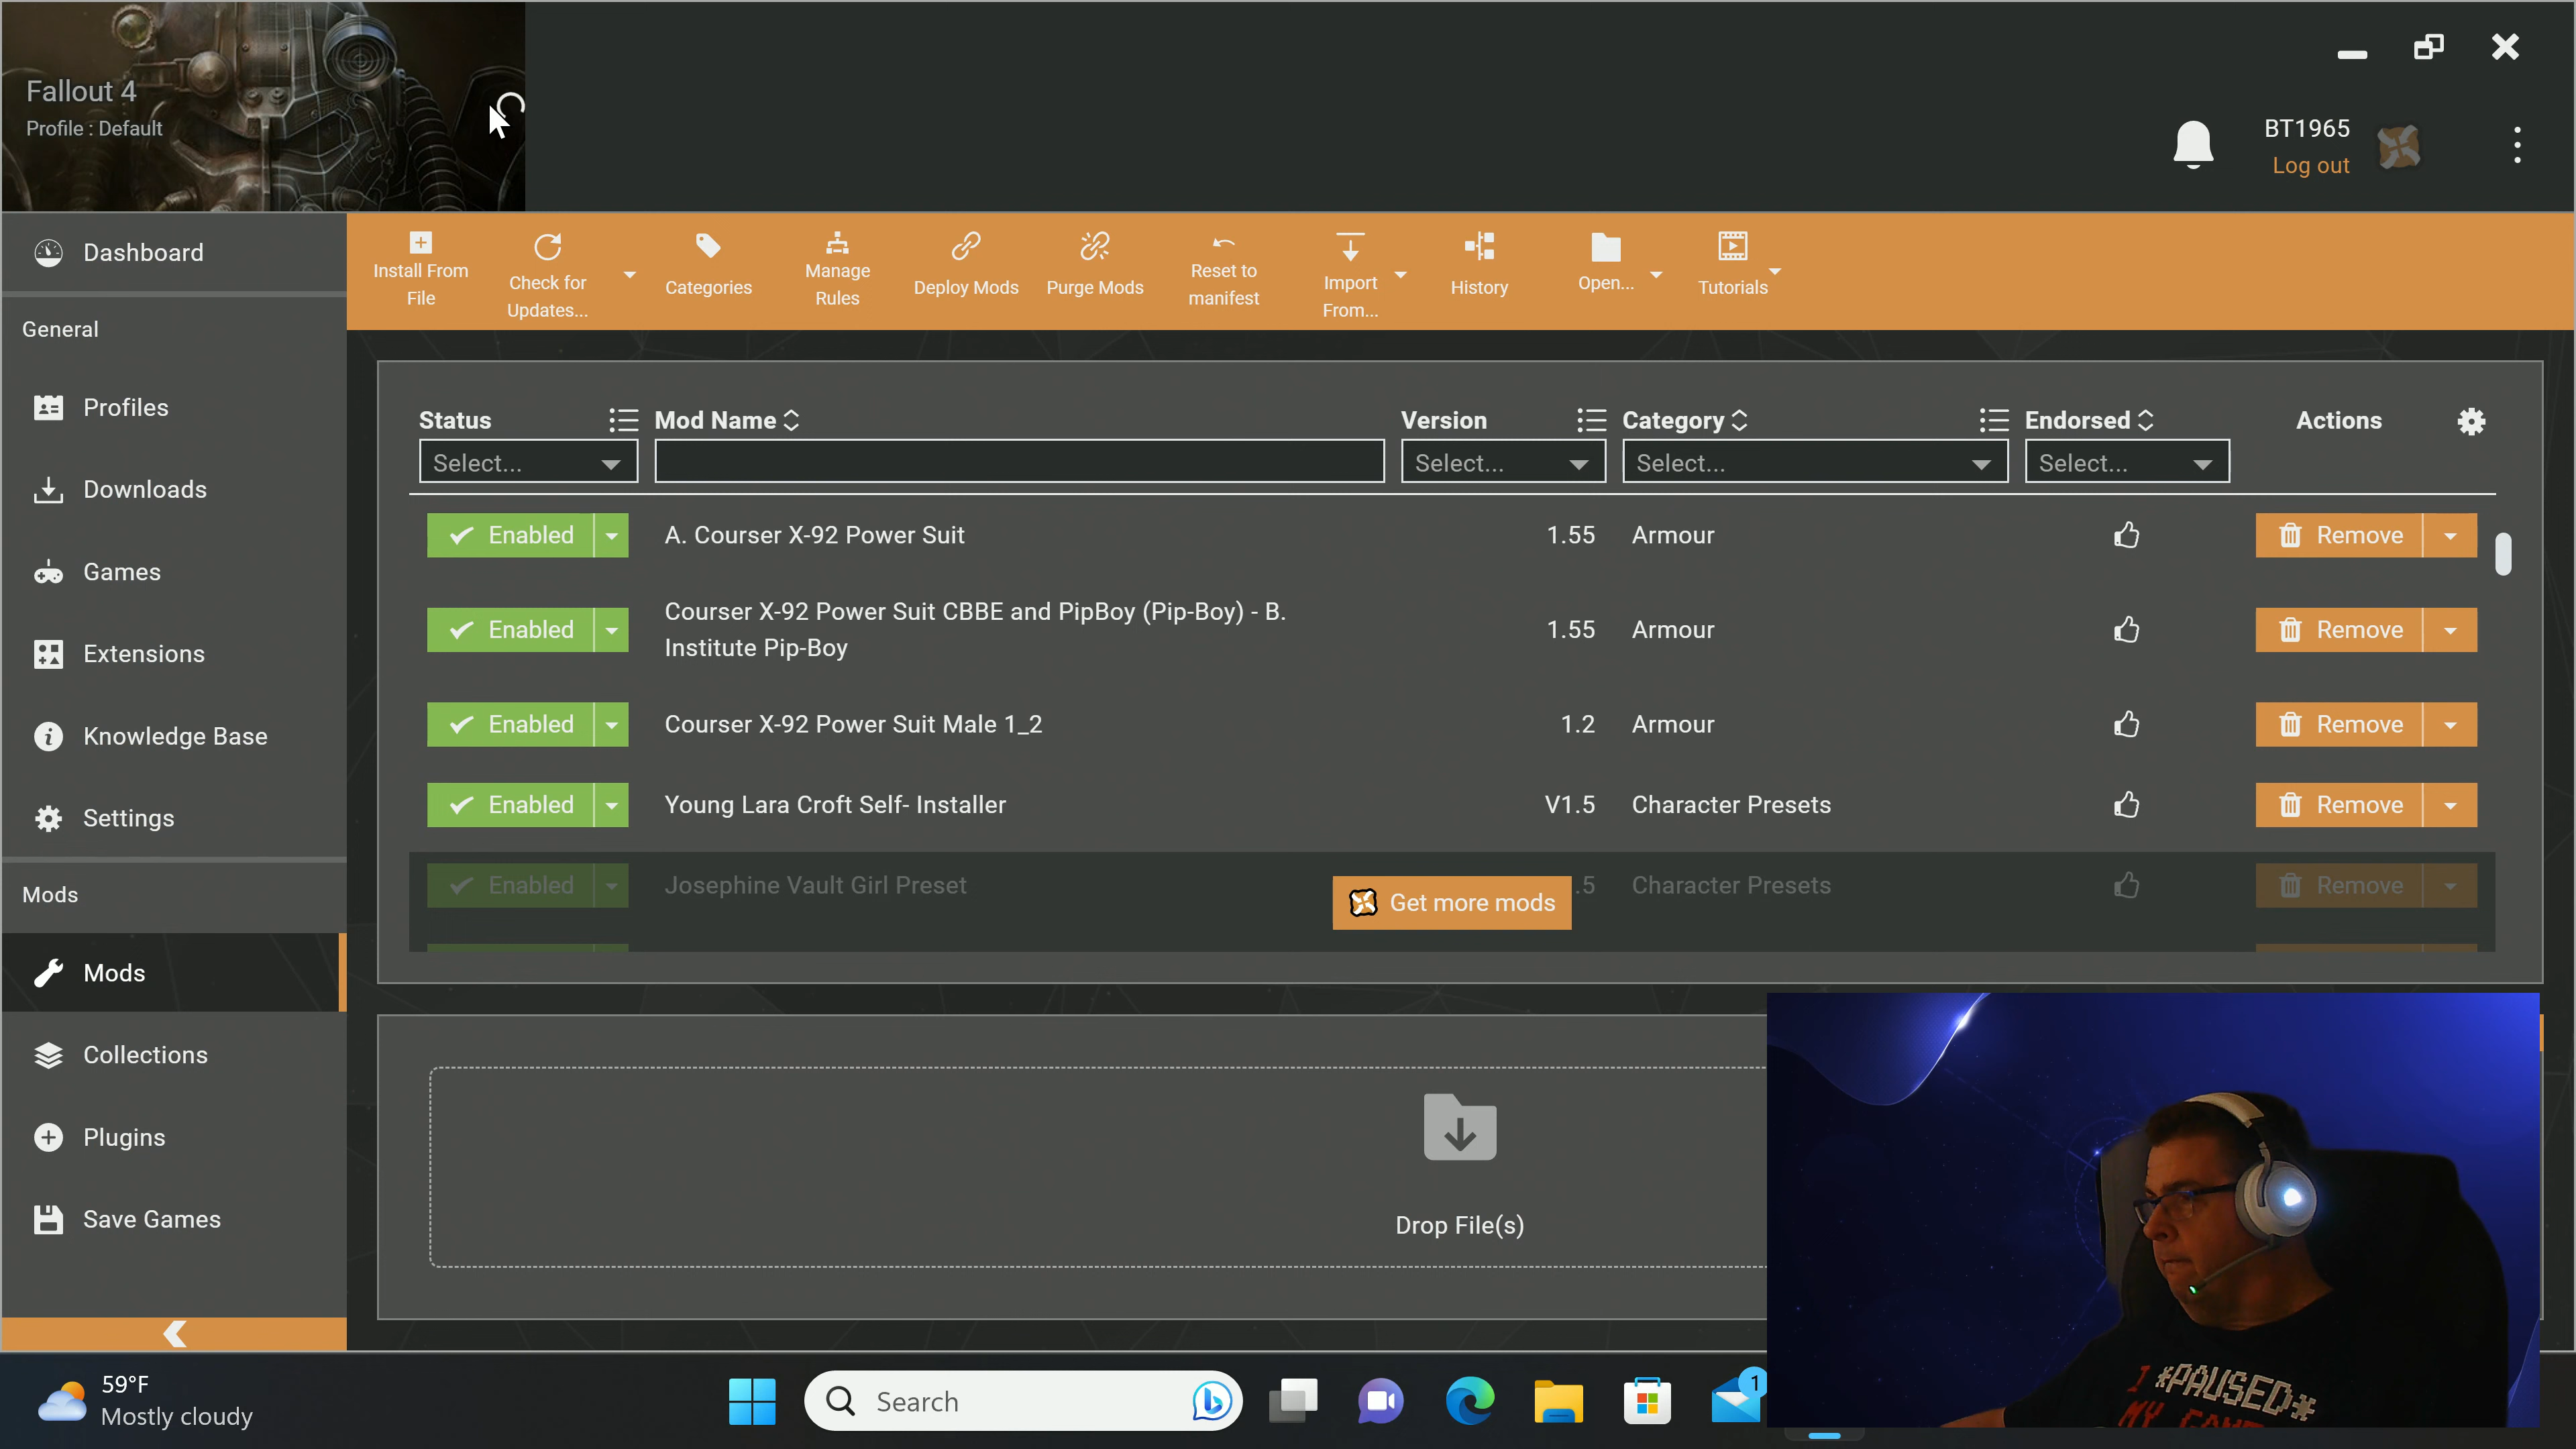 Fallout 4
Profile : Default
BT1965
Log out
Dashboard
General
Profiles
Downloads
Games
Extensions
Knowledge Base
Settings
Mods
Mods
Collections
Plugins
Save Games
Install From
File
Check for
Updates...
Categories
Manage
Rules
Deploy Mods
Purge Mods
Reset to
manifest
Import
From...
History
Open...
Tutorials
Status
Mod Name
Version
Category
Endorsed
Actions
Select...
Select...
Select...
Select...
Enabled
A. Courser X-92 Power Suit
1.55
Armour
Remove
Enabled
Courser X-92 Power Suit CBBE and PipBoy (Pip-Boy) - B.
Institute Pip-Boy
1.55
Armour
Remove
Enabled
Courser X-92 Power Suit Male 1_2
1.2
Armour
Remove
Enabled
Young Lara Croft Self- Installer
V1.5
Character Presets
Remove
Enabled
Josephine Vault Girl Preset
.5
Character Presets
Remove
Get more mods
Drop File(s)
I *PAUSED*
MY
59°F
Mostly cloudy
Search
1